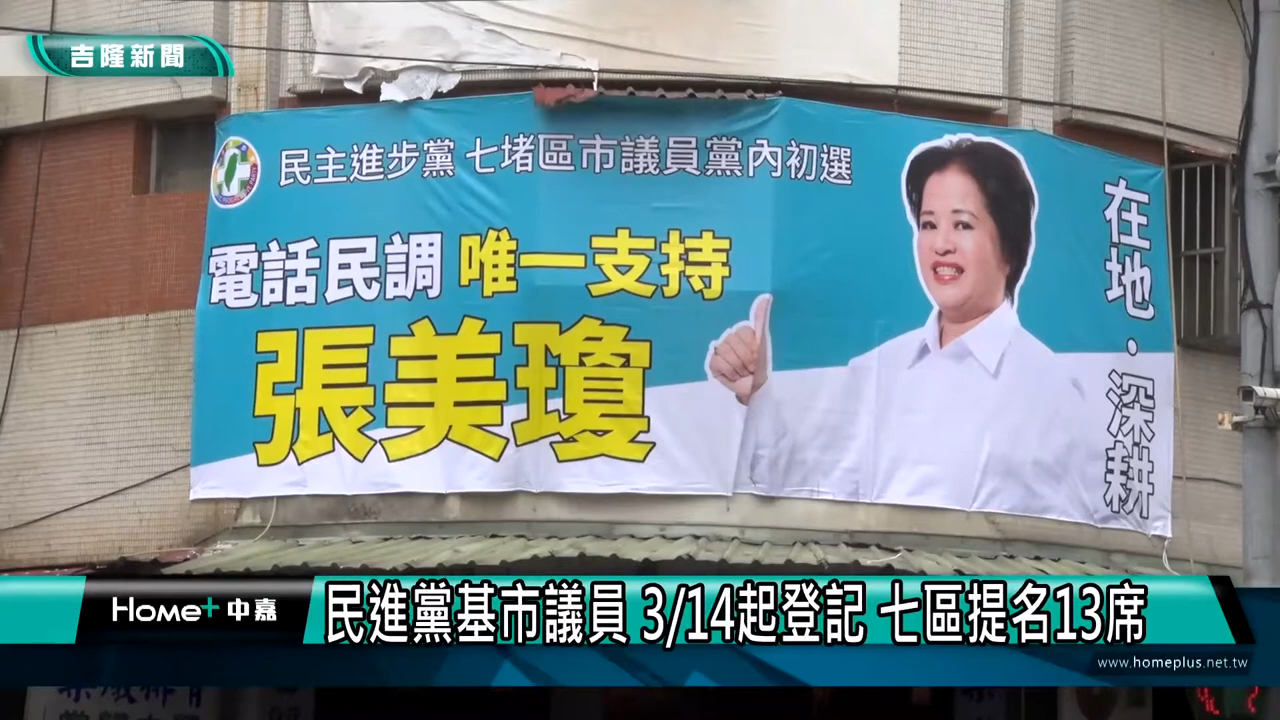 吉隆新聞
民主進步黨 七堵區市議員黨內初選
電話民調 唯一支持
張美瓊
在地·深耕
Home+中嘉
民進黨基市議員 3/14起登記 七區提名13席
www.homeplus.net.tw